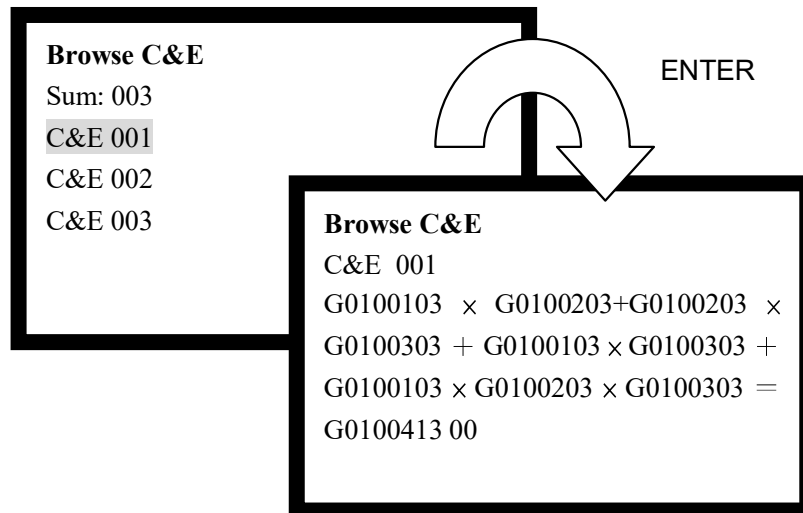 Browse C&E
Sum: 003
C&E 001
C&E 002
C&E 003
ENTER
Browse C&E
C&E 001
G0100103 × G0100203+G0100203 ×
G0100303 + G0100103 × G0100303 +
G0100103 × G0100203 × G0100303 =
G0100413 00